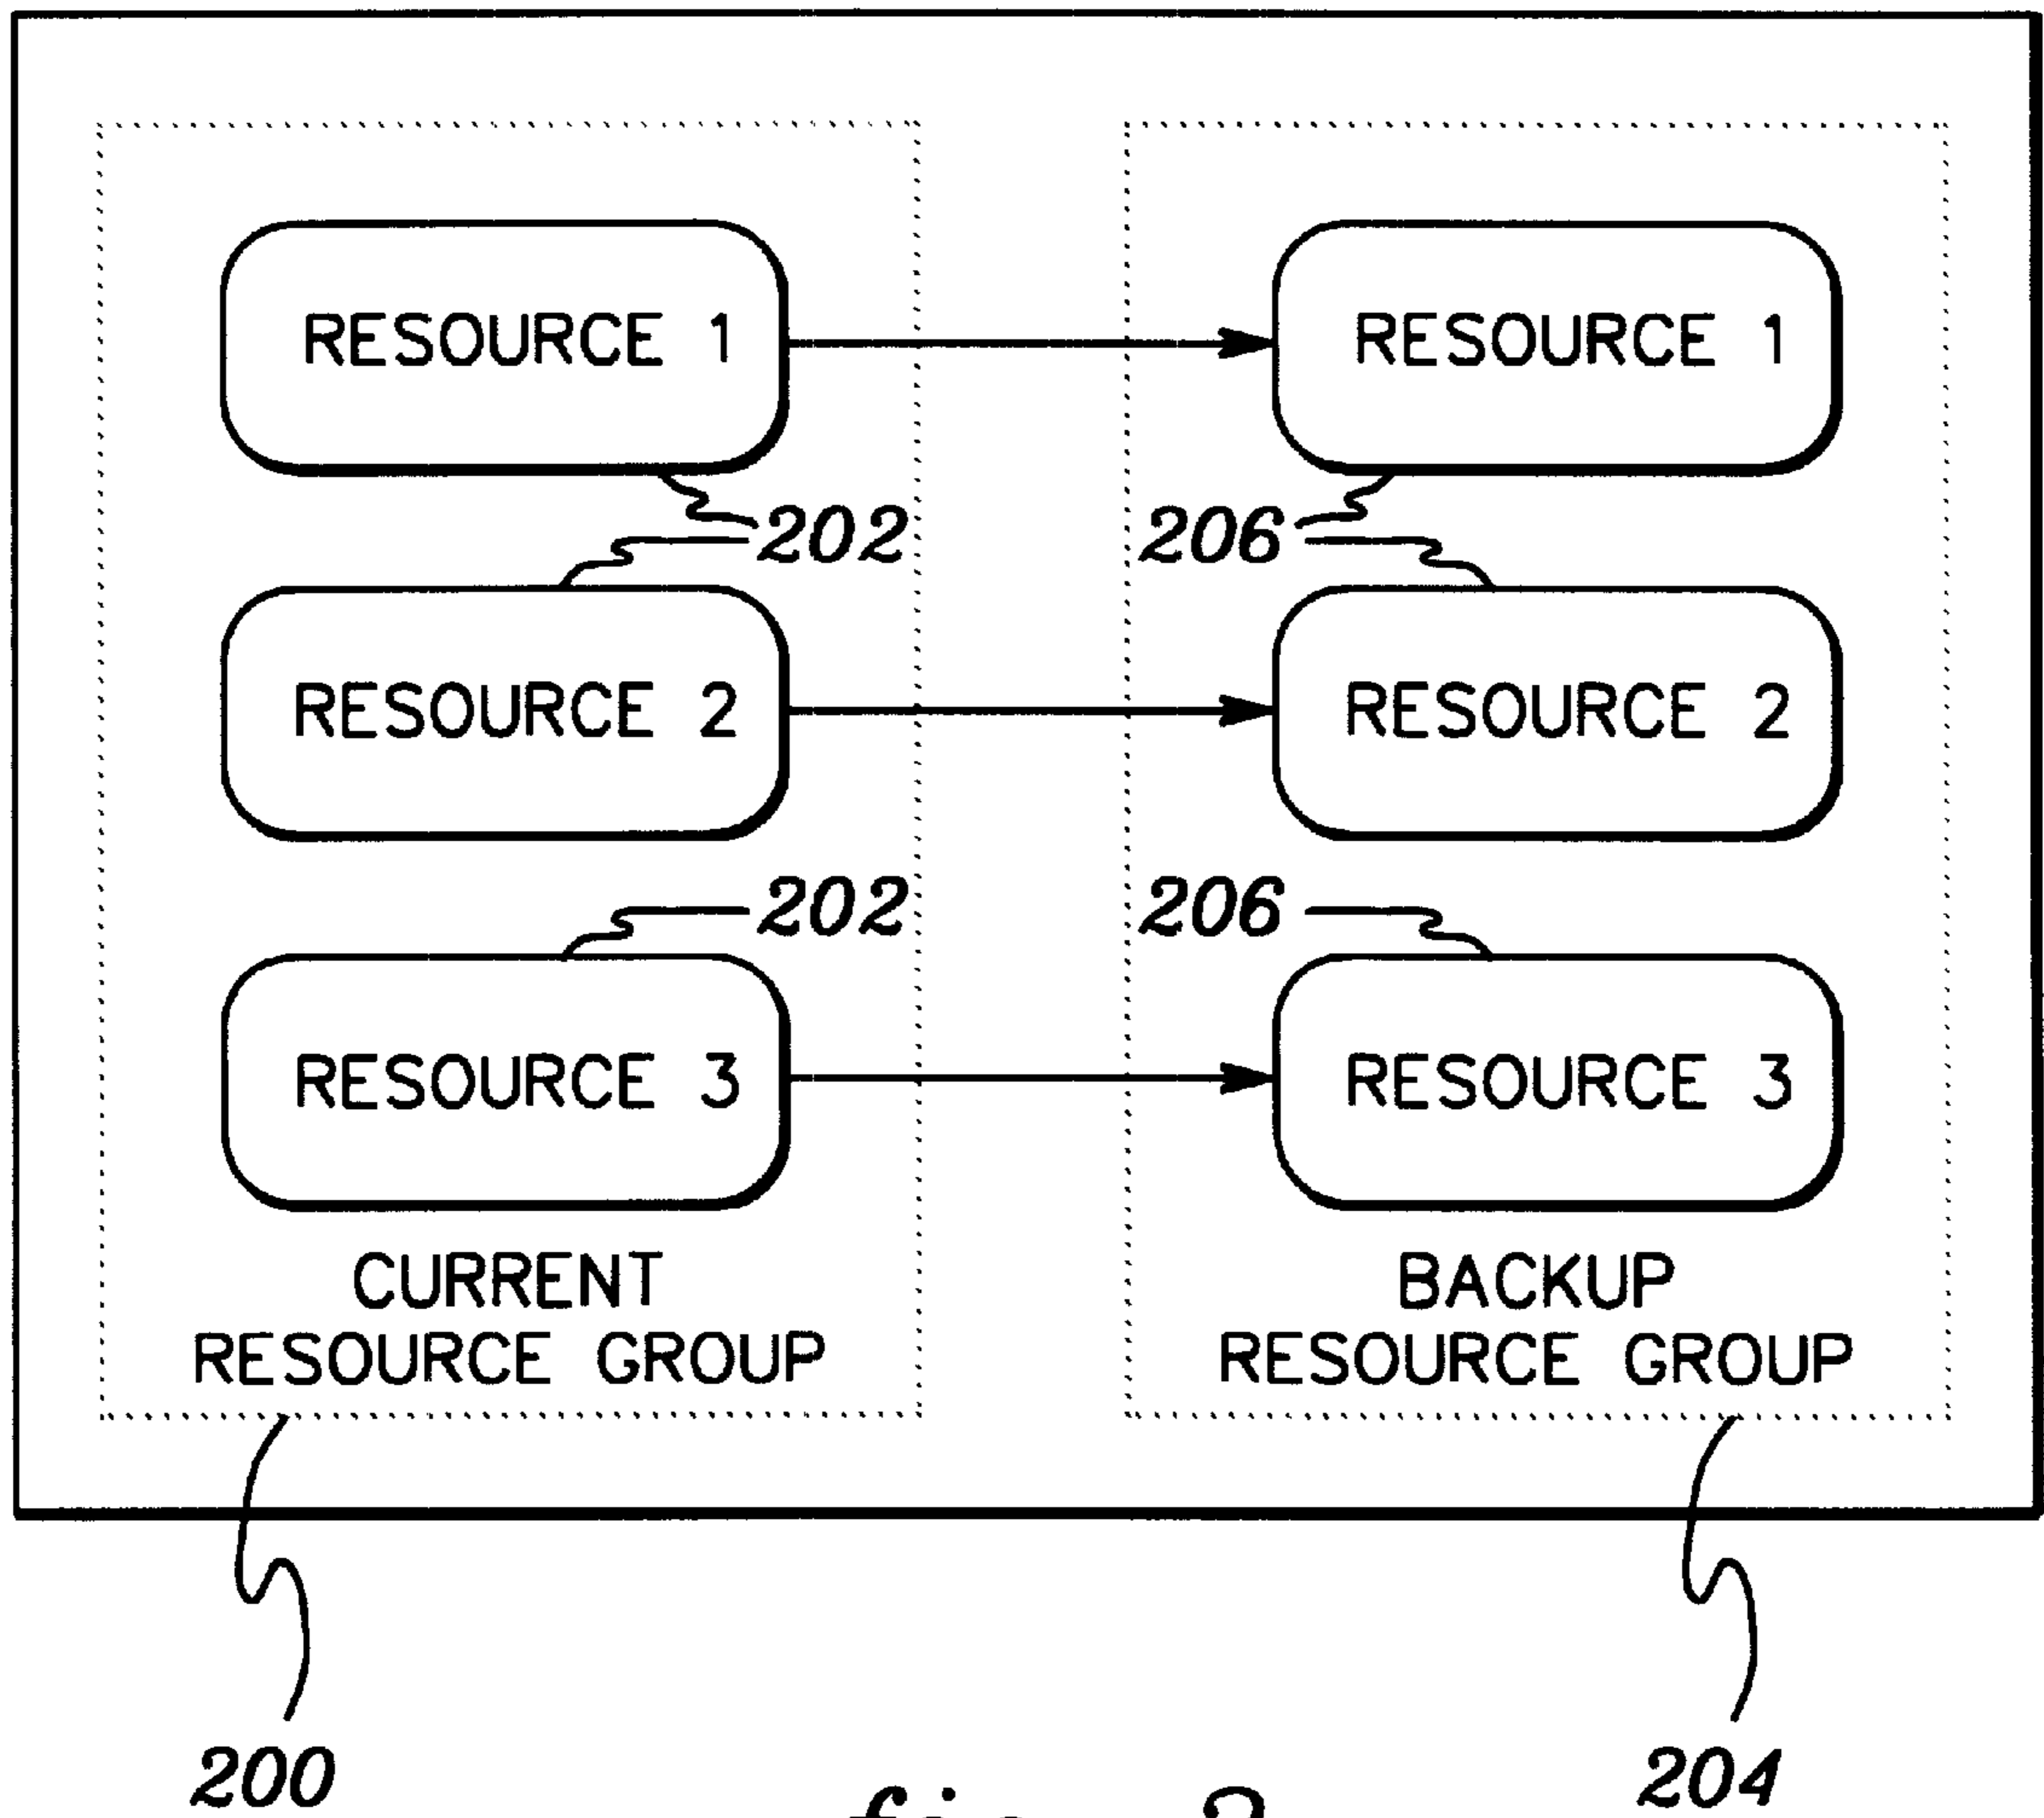 RESOURCE 1
RESOURCE 1
202
206
RESOURCE 2
RESOURCE 2
202
206
RESOURCE 3
RESOURCE 3
CURRENT
RESOURCE GROUP
BACKUP
RESOURCE GROUP
200
204